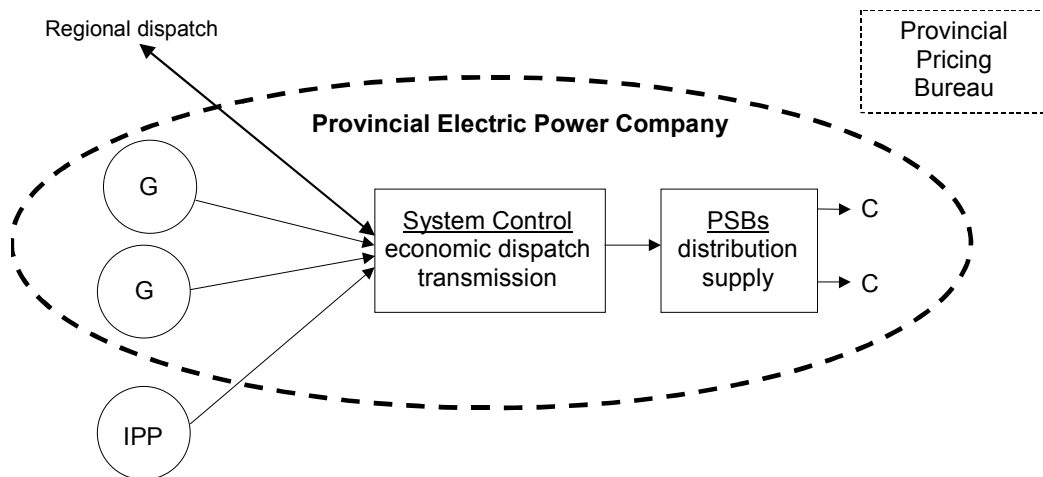 Regional dispatch
Provincial
Pricing
Bureau
Provincial Electric Power Company
G
System Control
economic dispatch
transmission
PSBs
distribution
supply
C
G
C
IPP